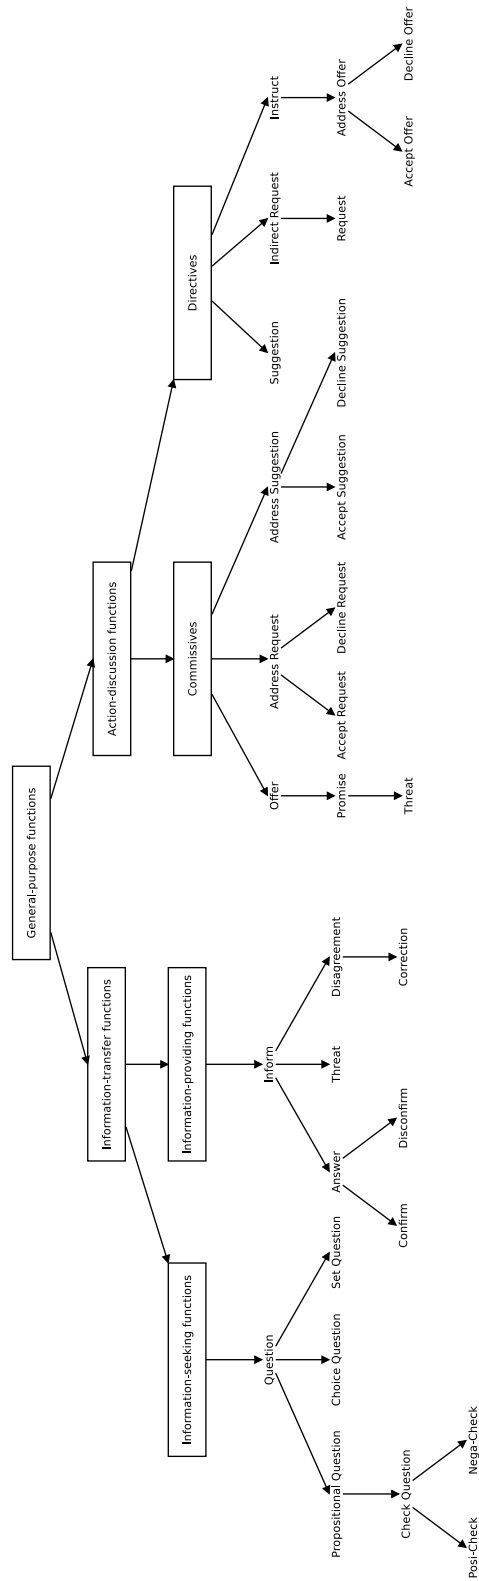 General-purpose functions
Information-transfer functions
Action-discussion functions
Information-seeking functions
Information-providing functions
Commissives
Directives
Question
Inform
Offer
Address Request
Address Suggestion
Suggestion
Indirect Request
Instruct
Propositional Question
Choice Question
Set Question
Answer
Threat
Disagreement
Promise
Accept Request
Decline Request
Accept Suggestion
Decline Suggestion
Request
Address Offer
Check Question
Confirm
Disconfirm
Correction
Threat
Accept Offer
Decline Offer
Posi-Check
Nega-Check